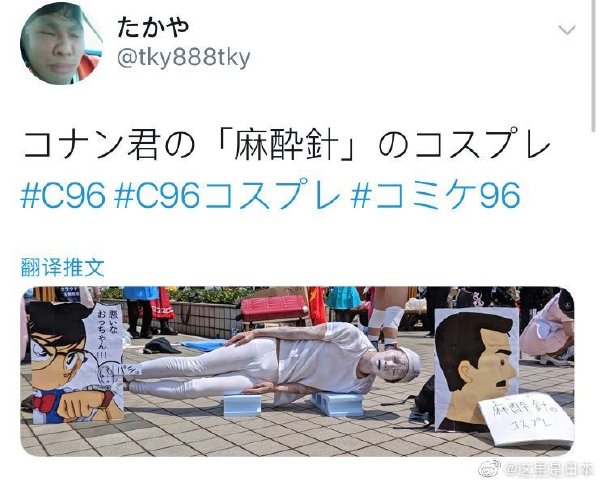 たかや
@tky888tky
コナン君の「麻酔針」のコスプレ
#C96 #C96コスプレ #コミケ96
翻译推文
悪いな
おっちゃん!!!
麻酔針の
コスプレ
@这里是日本